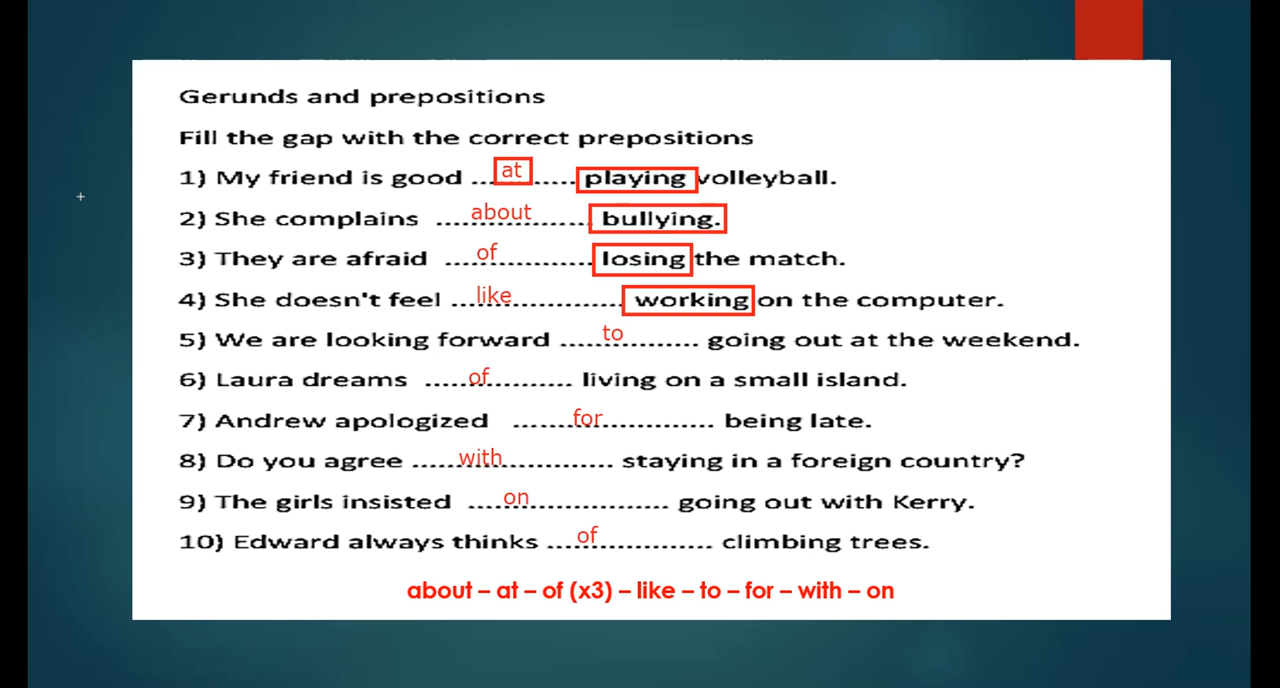 Gerunds and prepositions
Fill the gap with the correct prepositions
1) My friend is good ... at ..... playing volleyball.
2) She complains .... about ....... bullying.
3) They are afraid .... of ............ losing the match.
4) She doesn't feel ... like ............... working on the computer.
5) We are looking forward ...... to ........ going out at the weekend.
6) Laura dreams ..... of ......... living on a small island.
7) Andrew apologized ....... for ............. being late.
8) Do you agree ...... with ............. staying in a foreign country?
9) The girls insisted .... on ................ going out with Kerry.
10) Edward always thinks .... of ............. climbing trees.
about – at – of (x3) – like – to – for – with – on